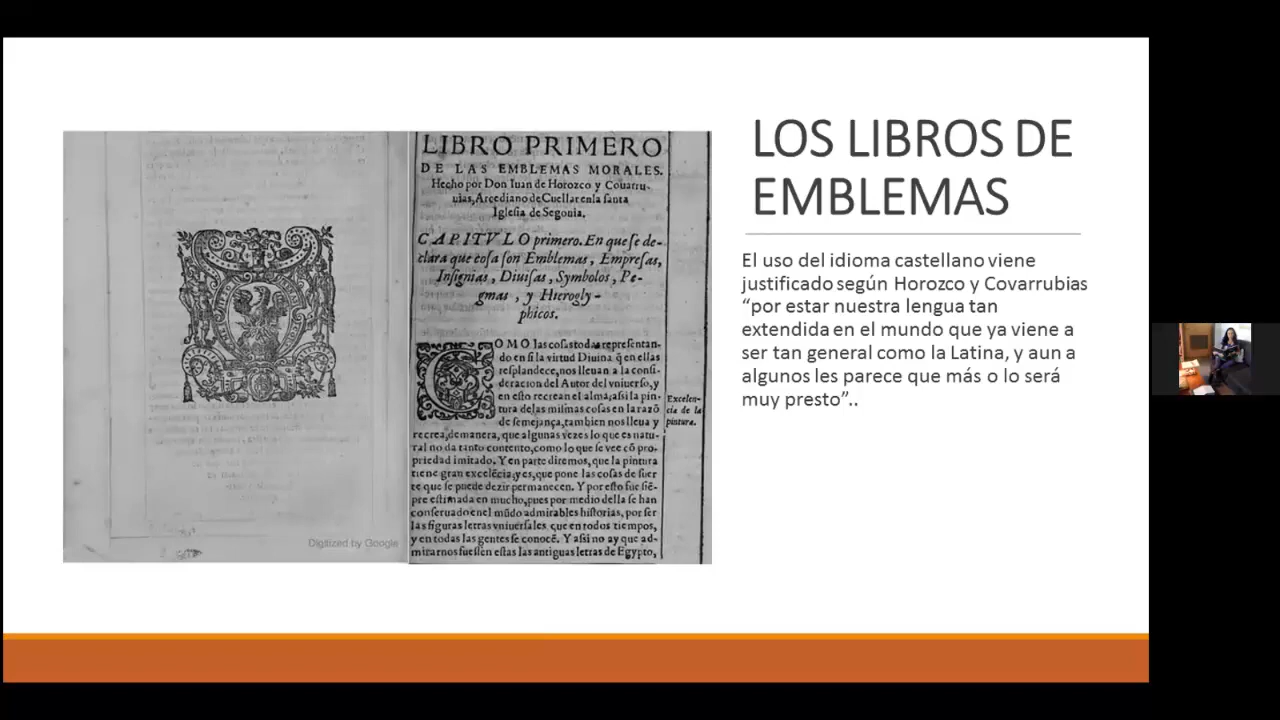 LIBRO PRIMERO
DE LAS EMBLEMAS MORALES.
Hecho por Don Iuan de Horozco y Couarru-
uias, Arcediano de Cuellar en la santa
Iglesia de Segouia.
CAPITVLO primero. En que se de-
clara que cosa son Emblemas, Empresas,
Insignias, Diuisas, Symbolos, Pe-
gmas, y Hierogly-
phicos.
COMO las cosas todas representan-
do en si la virtud Diuina q̃ en ellas
resplandece, nos lleuan a la consi-
deracion del Autor del vniuerso, y
en esto recrean el alma; assi la pin-
tura de las mismas cosas en la razõ
de semejança, tambien nos lleua y
recrea, de manera, que algunas vezes lo que es natu-
ral no da tanto contento, como lo que se vee cõ pro-
priedad imitado. Y en parte diremos, que la pintura
tiene gran excelẽcia, y es, que pone las cosas de suer
te que se puede dezir permanecen. Y por esto fue siẽ-
pre estimada en mucho, pues por medio della se han
conseruado en el mũdo admirables historias, por ser
las figuras letras vniuersales que en todos tiempos,
y en todas las gentes se conocẽ. Y assi no ay que ad-
mirarnos fuessen estas las antiguas letras de Egypto,
Excelen-
cia de la
pintura.
Digitized by Google
LOS LIBROS DE
EMBLEMAS
El uso del idioma castellano viene
justificado según Horozco y Covarrubias
“por estar nuestra lengua tan
extendida en el mundo que ya viene a
ser tan general como la Latina, y aun a
algunos les parece que más o lo será
muy presto”..